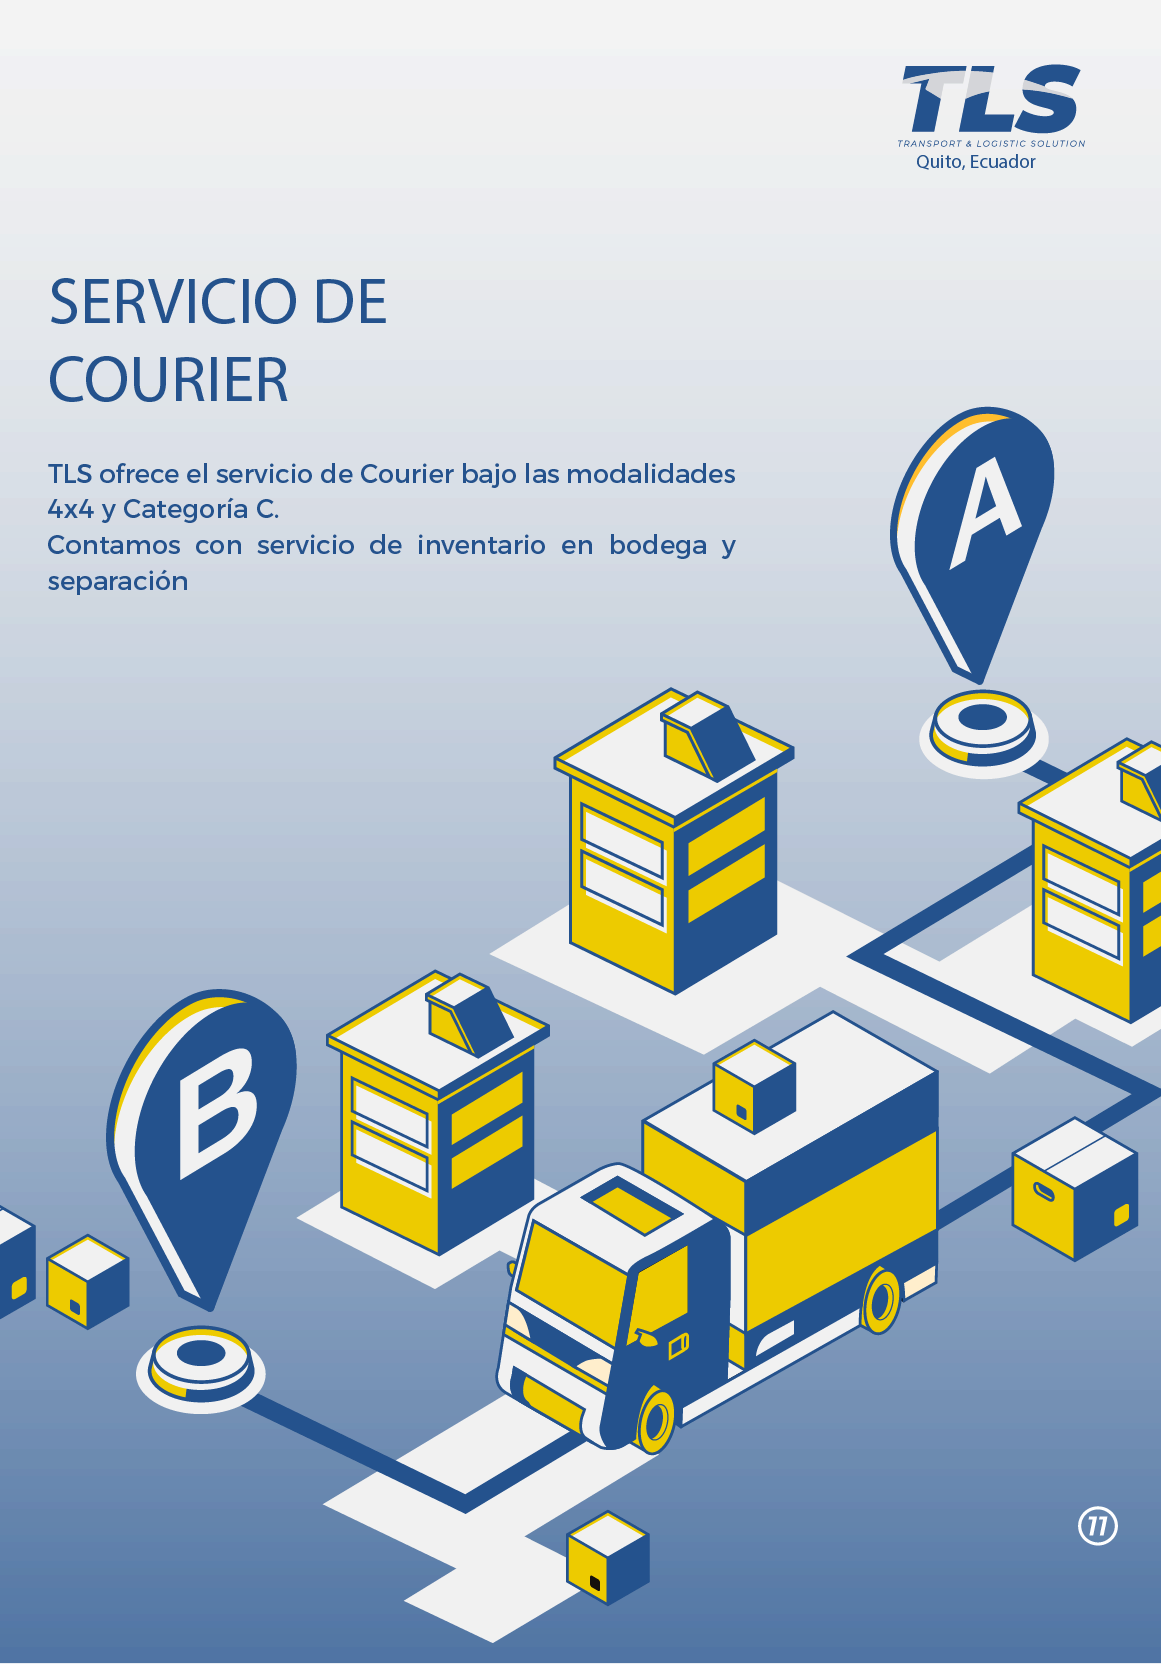 TLS
TRANSPORT & LOGISTIC SOLUTION
Quito, Ecuador
SERVICIO DE
COURIER
TLS ofrece el servicio de Courier bajo las modalidades
4x4 y Categoría C.
Contamos con servicio de inventario en bodega y
separación
A
B
11